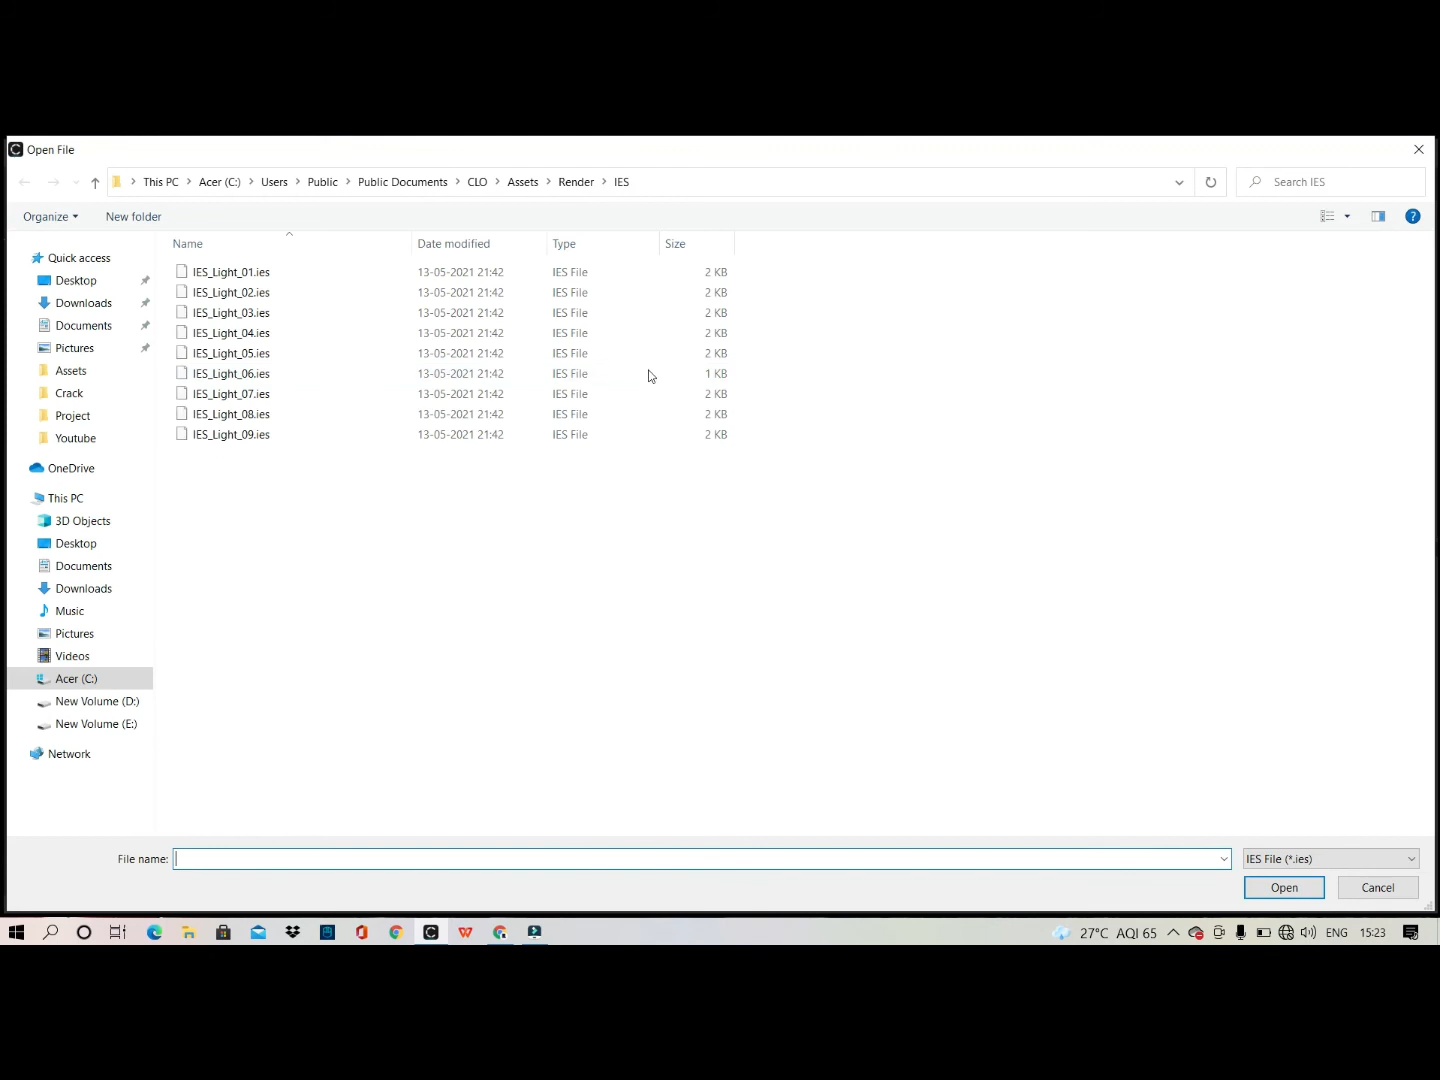 Open File
This PC > Acer (C:) > Users > Public > Public Documents > CLO > Assets > Render > IES
Search IES
Organize
New folder
Name Date modified Type Size
IES_Light_01.ies 13-05-2021 21:42 IES File 2 KB
IES_Light_02.ies 13-05-2021 21:42 IES File 2 KB
IES_Light_03.ies 13-05-2021 21:42 IES File 2 KB
IES_Light_04.ies 13-05-2021 21:42 IES File 2 KB
IES_Light_05.ies 13-05-2021 21:42 IES File 2 KB
IES_Light_06.ies 13-05-2021 21:42 IES File 1 KB
IES_Light_07.ies 13-05-2021 21:42 IES File 2 KB
IES_Light_08.ies 13-05-2021 21:42 IES File 2 KB
IES_Light_09.ies 13-05-2021 21:42 IES File 2 KB
Quick access
Desktop
Downloads
Documents
Pictures
Assets
Crack
Project
Youtube
OneDrive
This PC
3D Objects
Desktop
Documents
Downloads
Music
Pictures
Videos
Acer (C:)
New Volume (D:)
New Volume (E:)
Network
File name:
IES File (*.ies)
Open
Cancel
27°C AQI 65 ENG 15:23